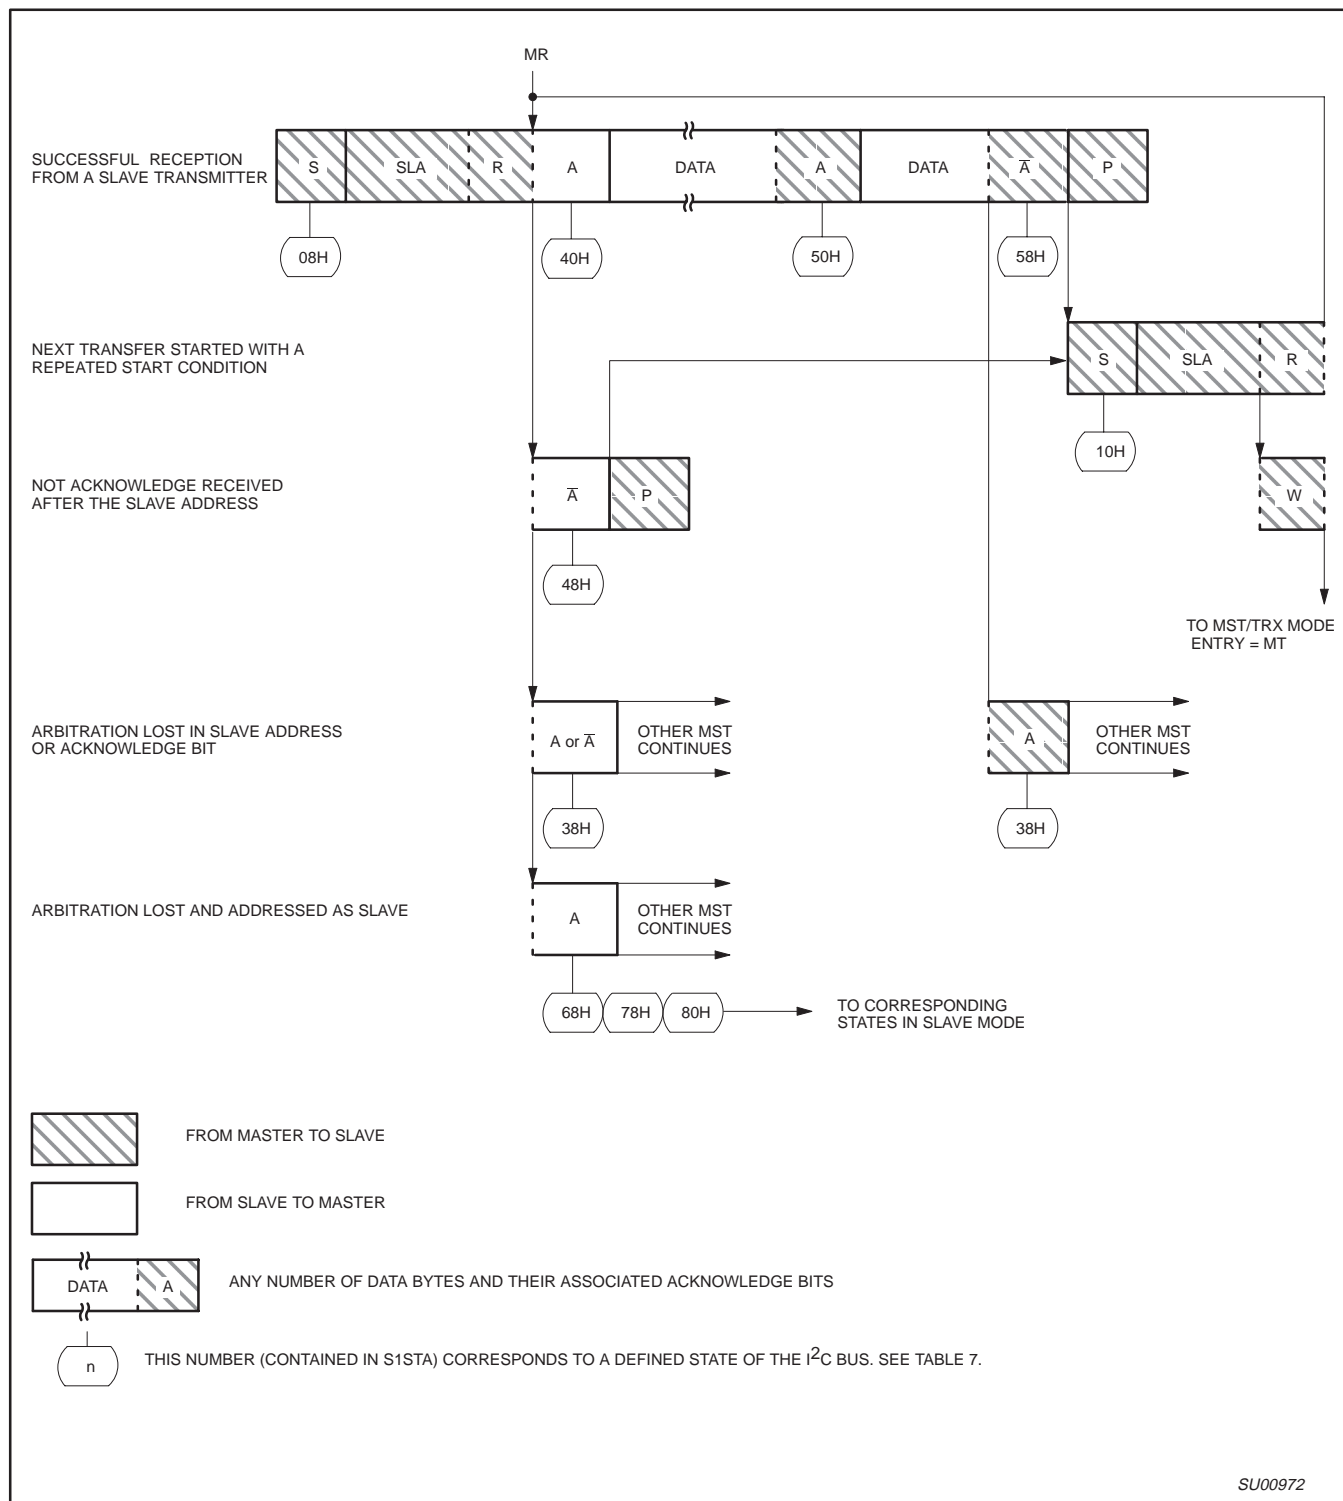 MR
SUCCESSFUL RECEPTION
FROM A SLAVE TRANSMITTER
S SLA R A DATA A DATA A̅ P
08H 40H 50H 58H
NEXT TRANSFER STARTED WITH A
REPEATED START CONDITION
S SLA R
10H
NOT ACKNOWLEDGE RECEIVED
AFTER THE SLAVE ADDRESS
A̅ P W
48H
TO MST/TRX MODE
ENTRY = MT
ARBITRATION LOST IN SLAVE ADDRESS
OR ACKNOWLEDGE BIT
A or A̅
OTHER MST
CONTINUES
A
OTHER MST
CONTINUES
38H 38H
ARBITRATION LOST AND ADDRESSED AS SLAVE
A
OTHER MST
CONTINUES
68H 78H 80H
TO CORRESPONDING
STATES IN SLAVE MODE
FROM MASTER TO SLAVE
FROM SLAVE TO MASTER
DATA A
ANY NUMBER OF DATA BYTES AND THEIR ASSOCIATED ACKNOWLEDGE BITS
n
THIS NUMBER (CONTAINED IN S1STA) CORRESPONDS TO A DEFINED STATE OF THE I²C BUS. SEE TABLE 7.
SU00972